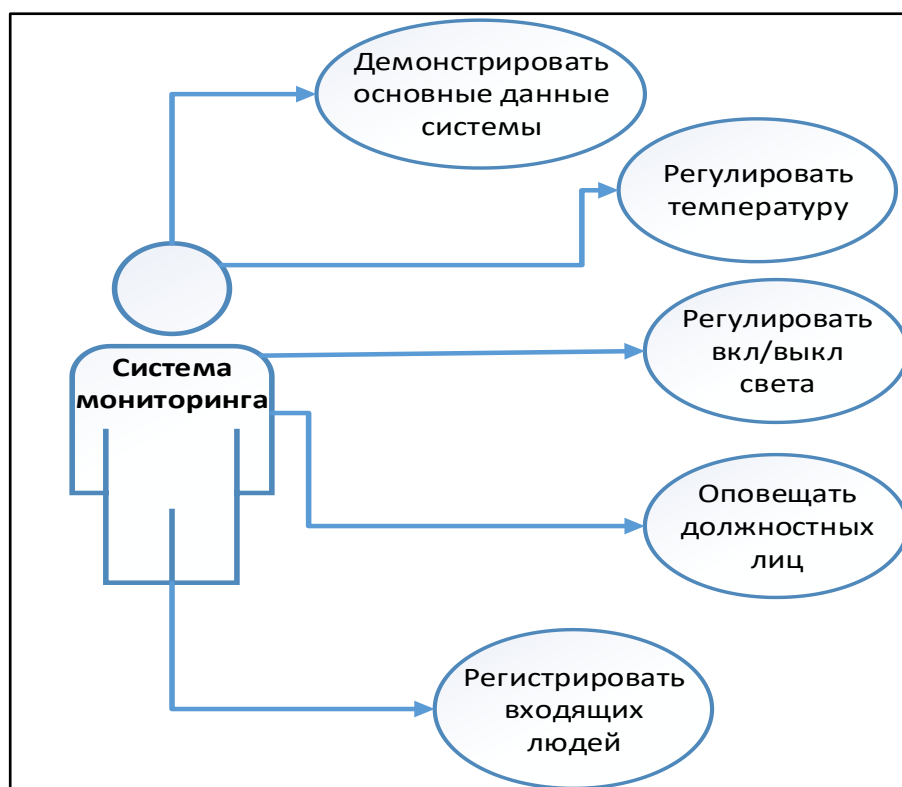 Демонстрировать
основные данные
системы
Регулировать
температуру
Регулировать
вкл/выкл
света
Система
мониторинга
Оповещать
должностных
лиц
Регистрировать
входящих
людей